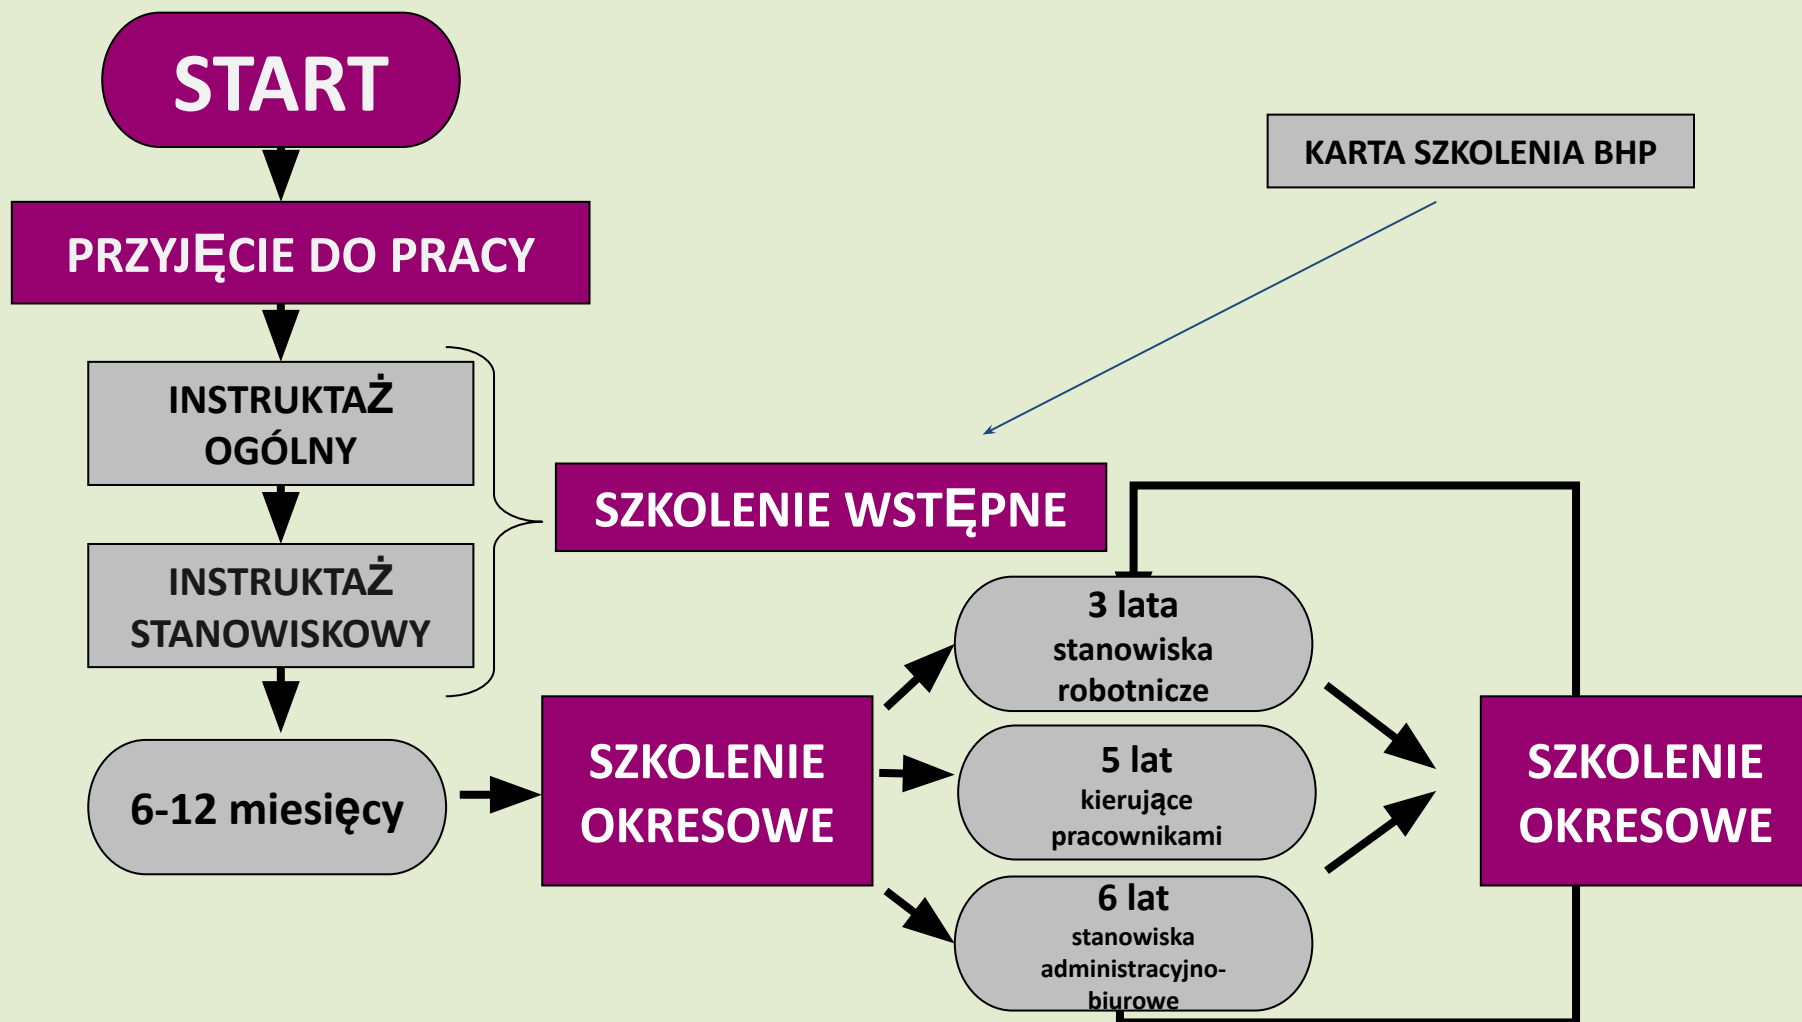 START
PRZYJĘCIE DO PRACY
INSTRUKTAŻ
OGÓLNY
INSTRUKTAŻ
STANOWISKOWY
6-12 miesięcy
KARTA SZKOLENIA BHP
SZKOLENIE WSTĘPNE
SZKOLENIE
OKRESOWE
3 lata
stanowiska
robotnicze
5 lat
kierujące
pracownikami
6 lat
stanowiska
administracyjno-
biurowe
SZKOLENIE
OKRESOWE